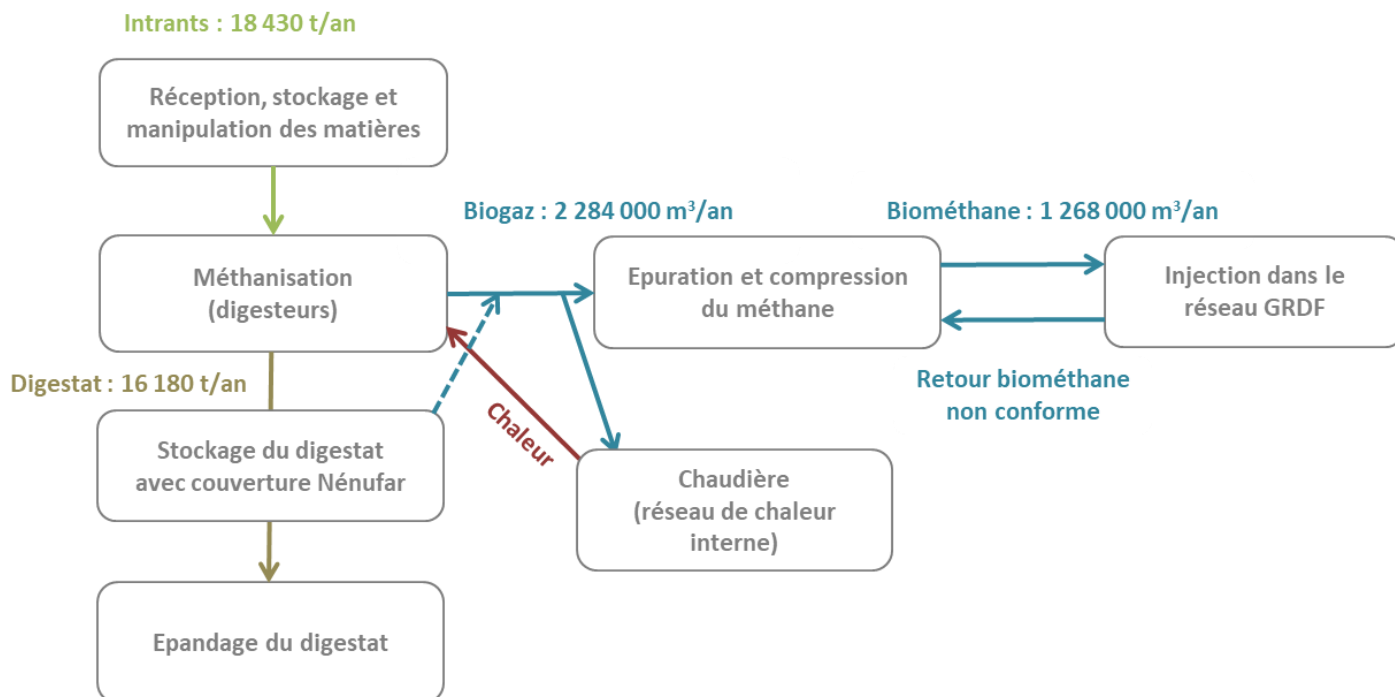 Intrants : 18 430 t/an
Réception, stockage et
manipulation des matières
Biogaz : 2 284 000 m³/an
Biométhane : 1 268 000 m³/an
Méthanisation
(digesteurs)
Epuration et compression
du méthane
Injection dans le
réseau GRDF
Retour biométhane
non conforme
Digestat : 16 180 t/an
Chaleur
Stockage du digestat
avec couverture Nénufar
Chaudière
(réseau de chaleur
interne)
Epandage du digestat